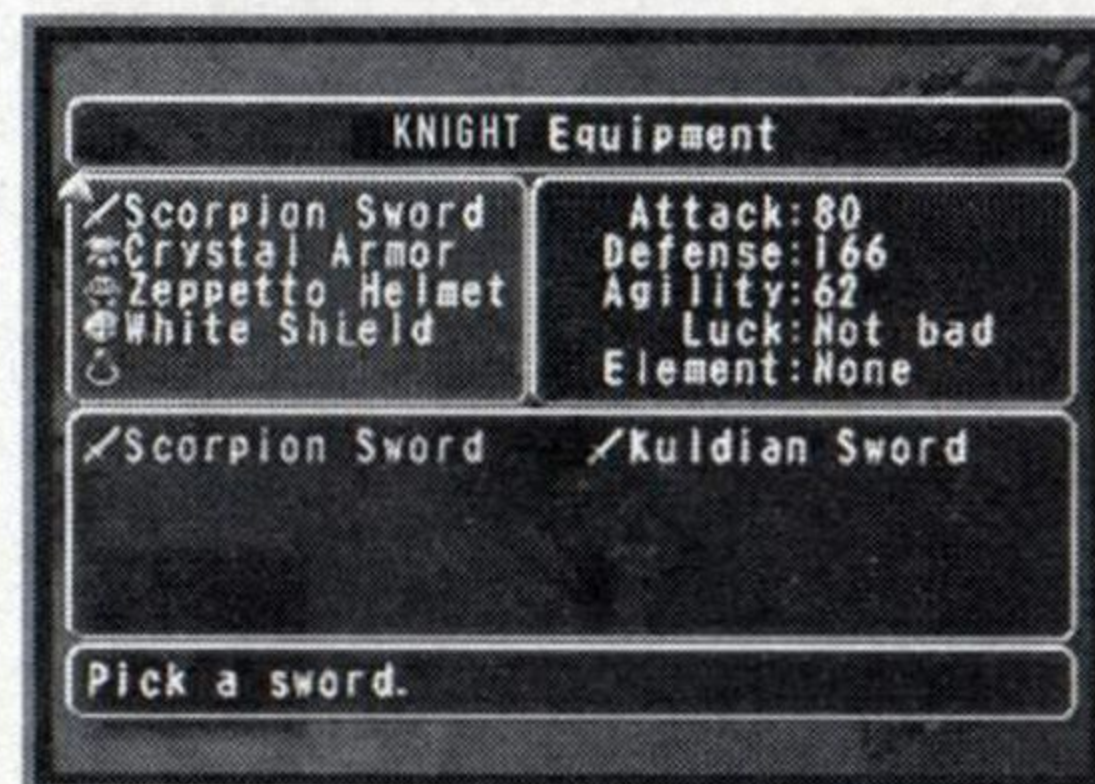 KNIGHT Equipment
Scorpion Sword
Crystal Armor
Zeppetto Helmet
White Shield
Attack:80
Defense:166
Agility:62
Luck:Not bad
Element:None
Scorpion Sword Kuldian Sword
Pick a sword.